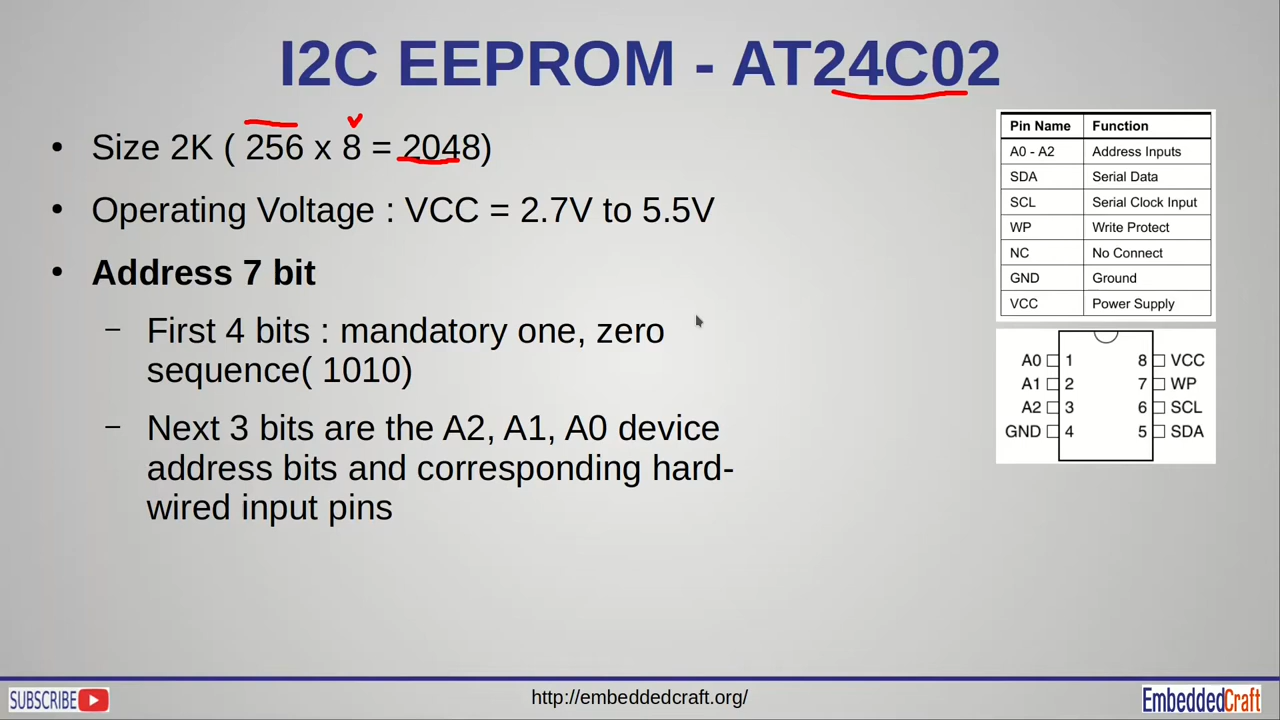 I2C EEPROM - AT24C02
• Size 2K ( 256 x 8 = 2048)
• Operating Voltage : VCC = 2.7V to 5.5V
• Address 7 bit
– First 4 bits : mandatory one, zero
sequence( 1010)
– Next 3 bits are the A2, A1, A0 device
address bits and corresponding hard-
wired input pins
Pin Name Function
A0 - A2 Address Inputs
SDA Serial Data
SCL Serial Clock Input
WP Write Protect
NC No Connect
GND Ground
VCC Power Supply
A0 1 8 VCC
A1 2 7 WP
A2 3 6 SCL
GND 4 5 SDA
SUBSCRIBE
http://embeddedcraft.org/
EmbeddedCraft